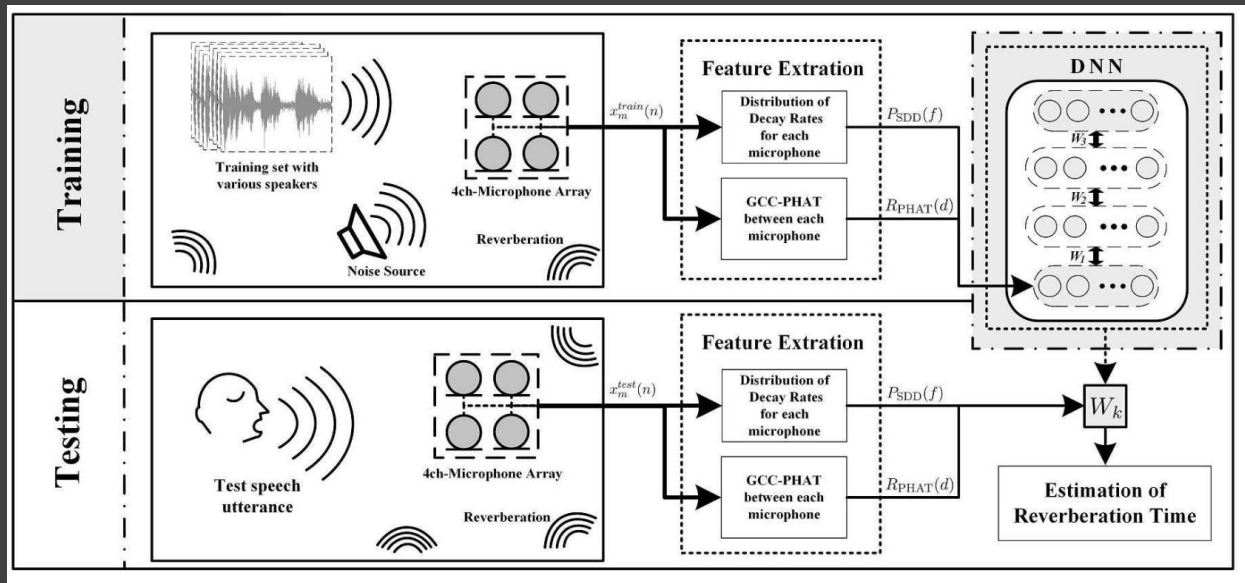 Training
Training set with
various speakers
Noise Source
4ch-Microphone Array
Reverberation
x_m^{train}(n)
Feature Extration
Distribution of
Decay Rates
for each
microphone
P_SDD(f)
GCC-PHAT
between each
microphone
R_PHAT(d)
DNN
W3
W2
W1
Testing
Test speech
utterance
4ch-Microphone Array
Reverberation
x_m^{test}(n)
Feature Extration
Distribution of
Decay Rates
for each
microphone
P_SDD(f)
GCC-PHAT
between each
microphone
R_PHAT(d)
W_k
Estimation of
Reverberation Time